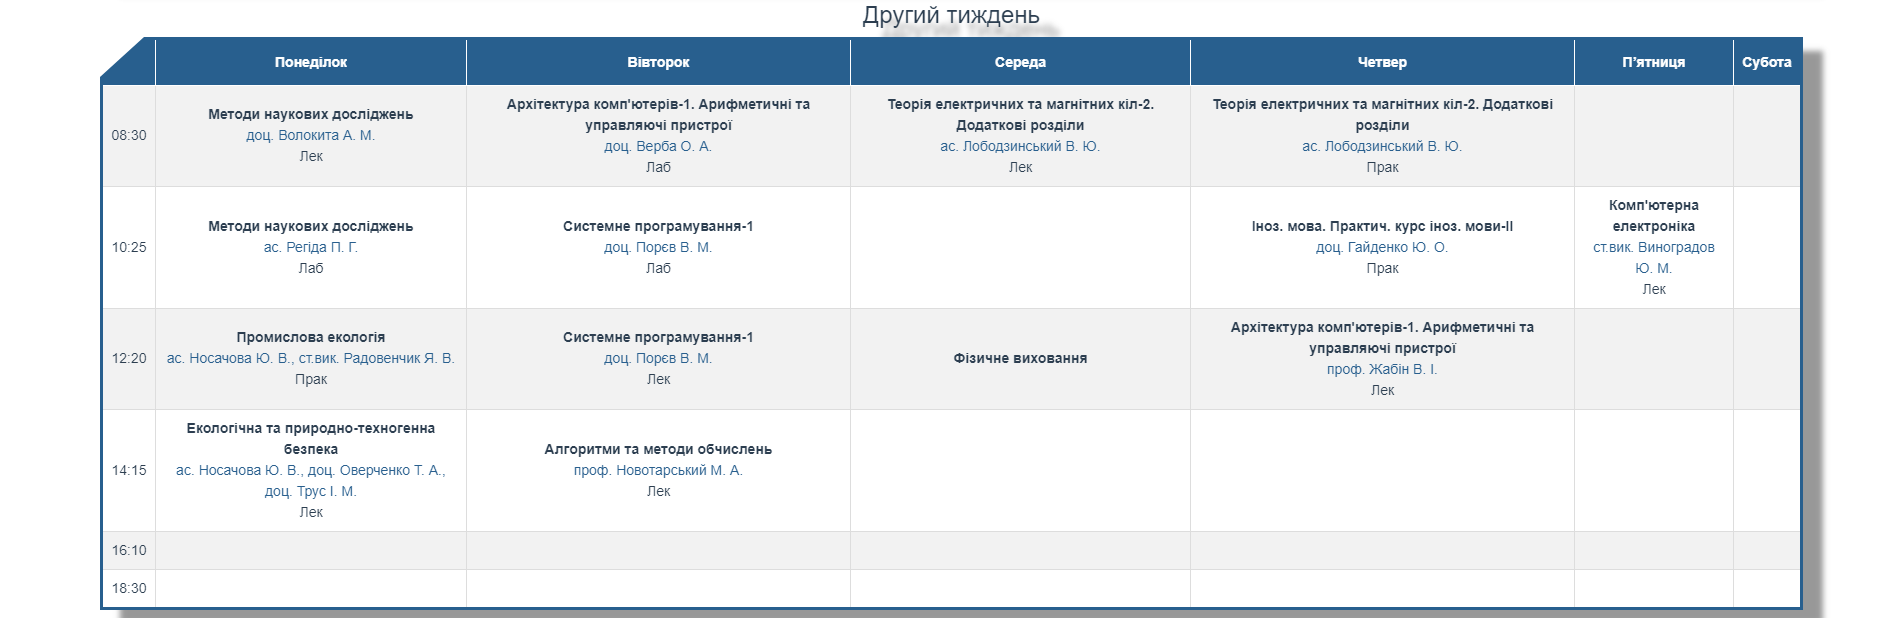 Другий тиждень
Понеділок
Вівторок
Середа
Четвер
П'ятниця
Субота
08:30
Методи наукових досліджень
доц. Волокита А. М.
Лек
Архітектура комп'ютерів-1. Арифметичні та
управляючі пристрої
доц. Верба О. А.
Лаб
Теорія електричних та магнітних кіл-2.
Додаткові розділи
ас. Лободзинський В. Ю.
Лек
Теорія електричних та магнітних кіл-2. Додаткові
розділи
ас. Лободзинський В. Ю.
Прак
10:25
Методи наукових досліджень
ас. Регіда П. Г.
Лаб
Системне програмування-1
доц. Порєв В. М.
Лаб
Іноз. мова. Практич. курс іноз. мови-II
доц. Гайденко Ю. О.
Прак
Комп'ютерна
електроніка
ст.вик. Виноградов
Ю. М.
Лек
12:20
Промислова екологія
ас. Носачова Ю. В., ст.вик. Радовенчик Я. В.
Прак
Системне програмування-1
доц. Порєв В. М.
Лек
Фізичне виховання
Архітектура комп'ютерів-1. Арифметичні та
управляючі пристрої
проф. Жабін В. І.
Лек
14:15
Екологічна та природно-техногенна
безпека
ас. Носачова Ю. В., доц. Оверченко Т. А.,
доц. Трус І. М.
Лек
Алгоритми та методи обчислень
проф. Новотарський М. А.
Лек
16:10
18:30